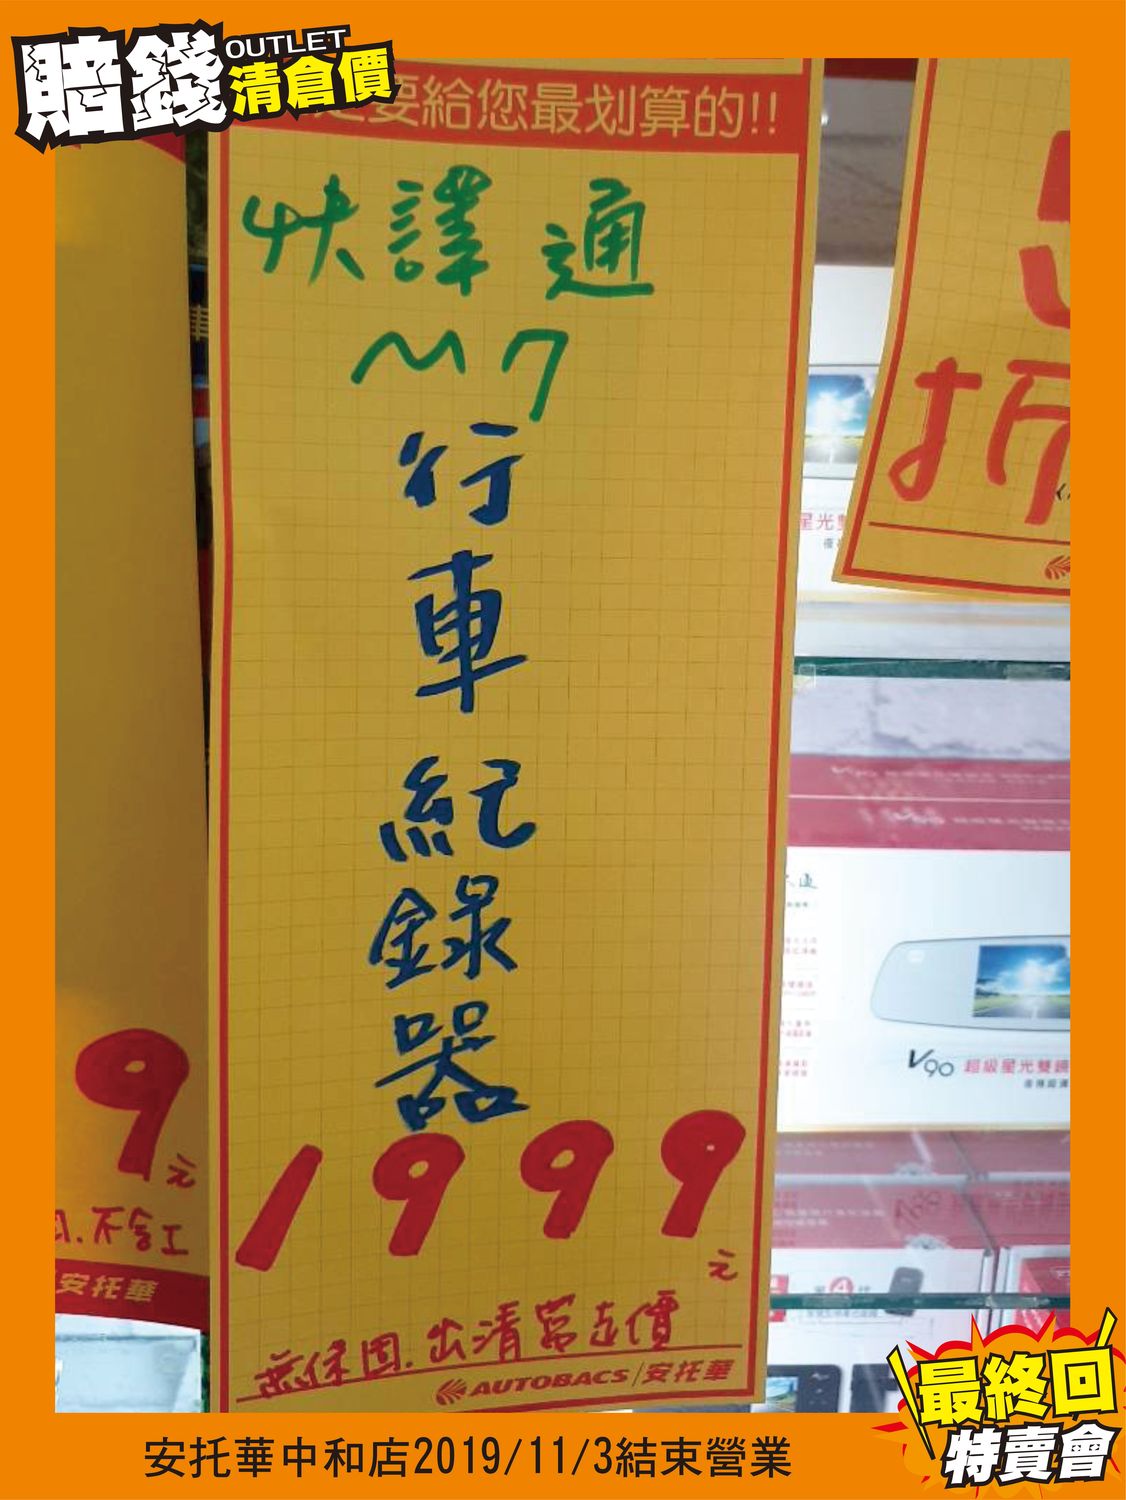 賠錢
OUTLET
清倉價
要給您最划算的!!
快譯通
M7
行
車
紀
錄
器
1999
元
無保固.出清當走價
AUTOBACS/安托華
9
元
不含工
安托華
折
V90
V90 超級星光雙鏡
最終回
特賣會
安托華中和店2019/11/3結束營業